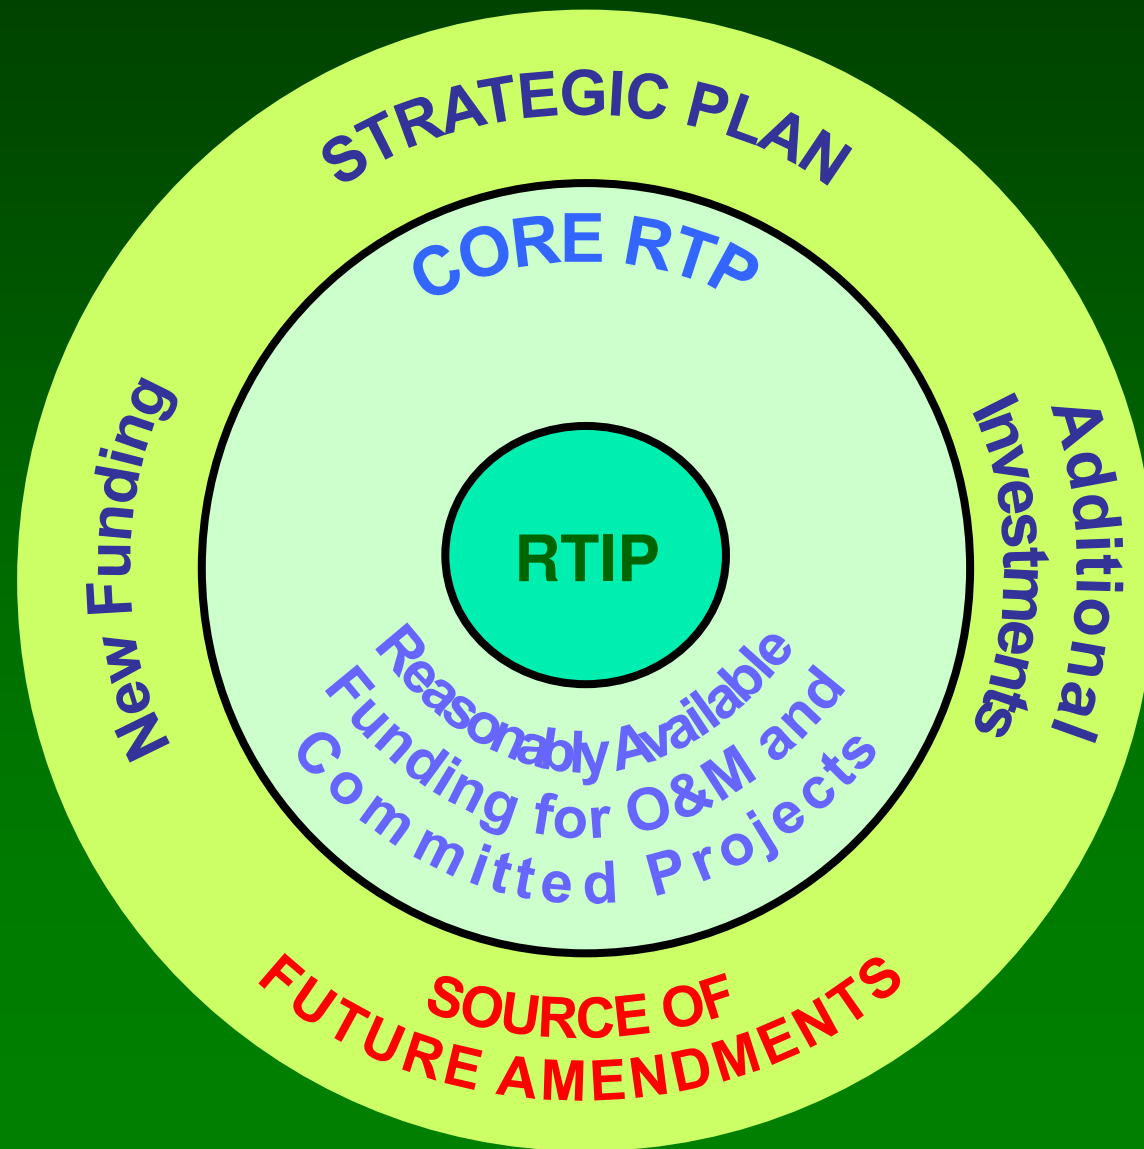 STRATEGIC PLAN
CORE RTP
New Funding
Additional
Investments
RTIP
Reasonably Available
Funding for O&M and
Committed Projects
SOURCE OF
FUTURE AMENDMENTS